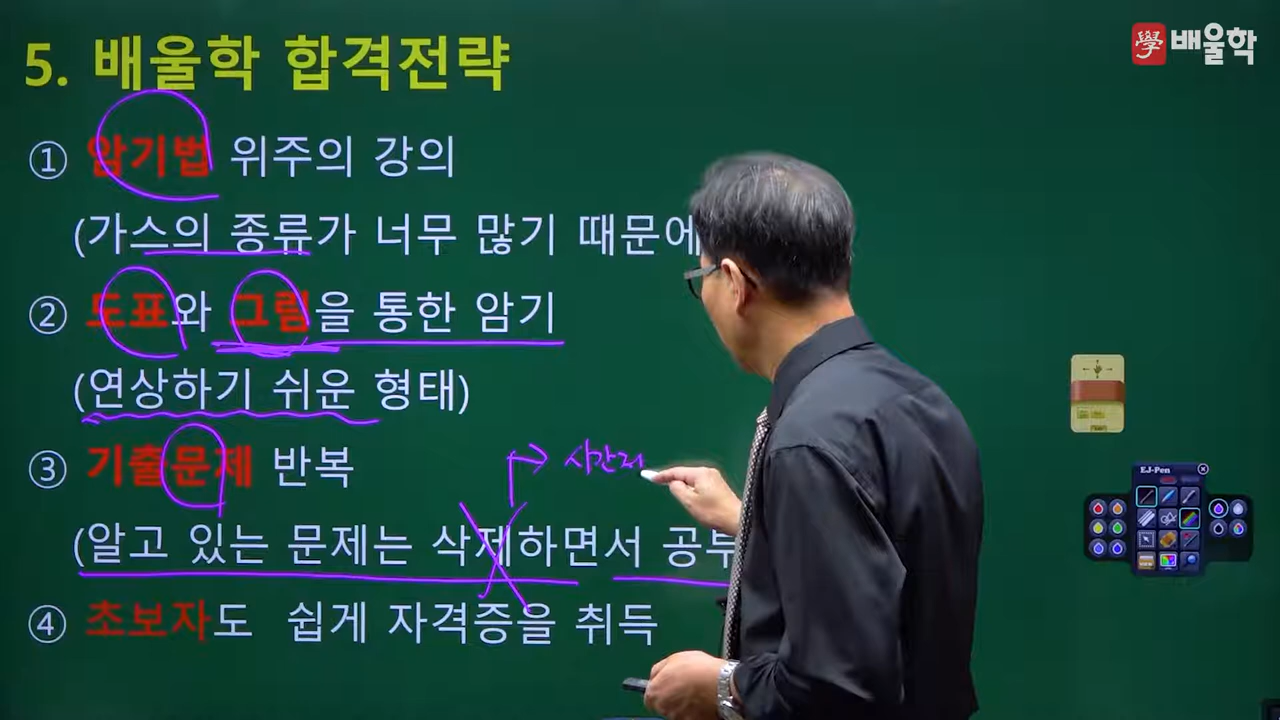 5. 배울학 합격전략
學 배울학
① 암기법 위주의 강의
(가스의 종류가 너무 많기 때문에
② 도표와 그림을 통한 암기
(연상하기 쉬운 형태)
③ 기출문제 반복
시간
(알고 있는 문제는 삭제하면서 공부
④ 초보자도 쉽게 자격증을 취득
EJ-Pen